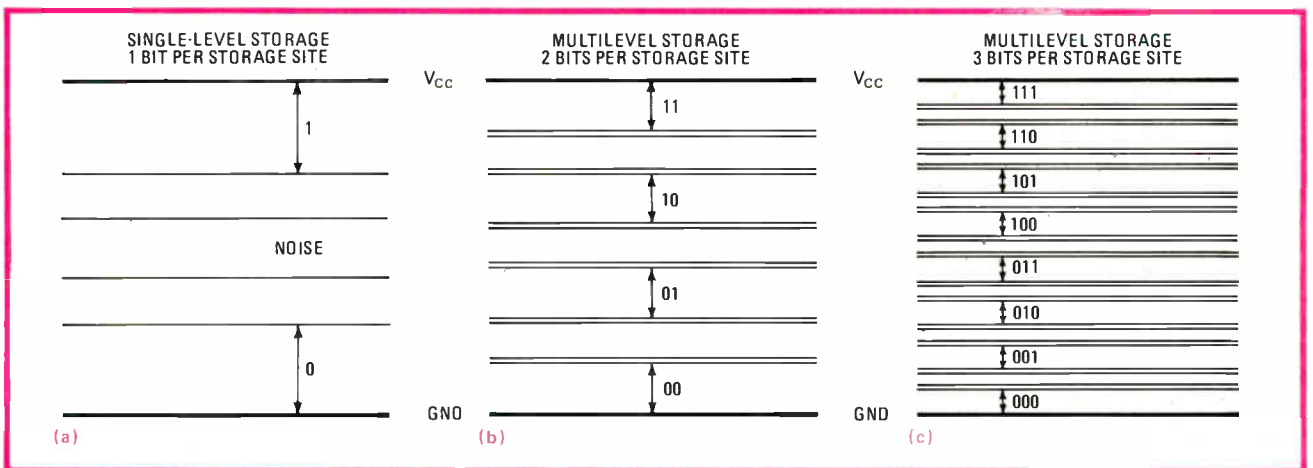 SINGLE-LEVEL STORAGE
1 BIT PER STORAGE SITE
1
NOISE
0
(a)
MULTILEVEL STORAGE
2 BITS PER STORAGE SITE
VCC
11
10
01
00
GND
(b)
MULTILEVEL STORAGE
3 BITS PER STORAGE SITE
VCC
111
110
101
100
011
010
001
000
GND
(c)